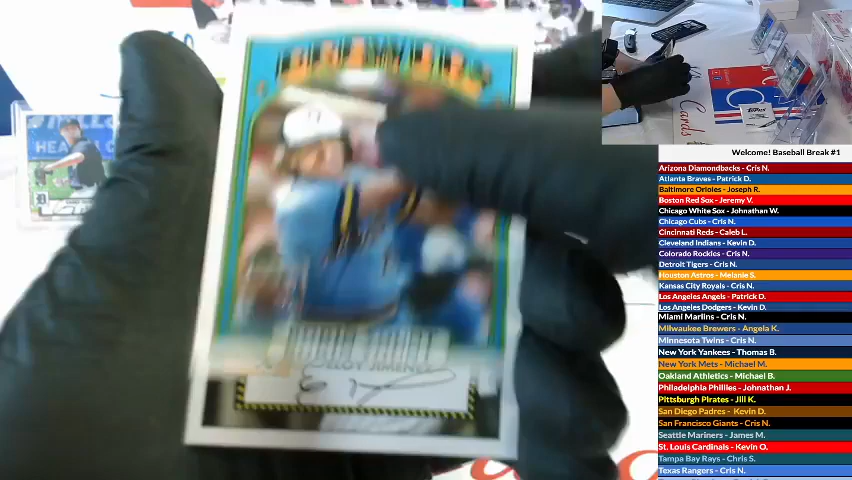 Welcome! Baseball Break #1
Arizona Diamondbacks - Cris N.
Atlanta Braves - Patrick D.
Baltimore Orioles - Joseph R.
Boston Red Sox - Jeremy V.
Chicago White Sox - Johnathan W.
Chicago Cubs - Cris N.
Cincinnati Reds - Caleb L.
Cleveland Indians - Kevin D.
Colorado Rockies - Cris N.
Detroit Tigers - Cris N.
Houston Astros - Melanie S.
Kansas City Royals - Cris N.
Los Angeles Angels - Patrick D.
Los Angeles Dodgers - Kevin D.
Miami Marlins - Cris N.
Milwaukee Brewers - Angela K.
Minnesota Twins - Cris N.
New York Yankees - Thomas B.
New York Mets - Michael M.
Oakland Athletics - Michael B.
Philadelphia Phillies - Johnathan J.
Pittsburgh Pirates - Jill K.
San Diego Padres - Kevin D.
San Francisco Giants - Cris N.
Seattle Mariners - James M.
St. Louis Cardinals - Kevin O.
Tampa Bay Rays - Chris S.
Texas Rangers - Cris N.
ELOY JIMENEZ
Cards
topps